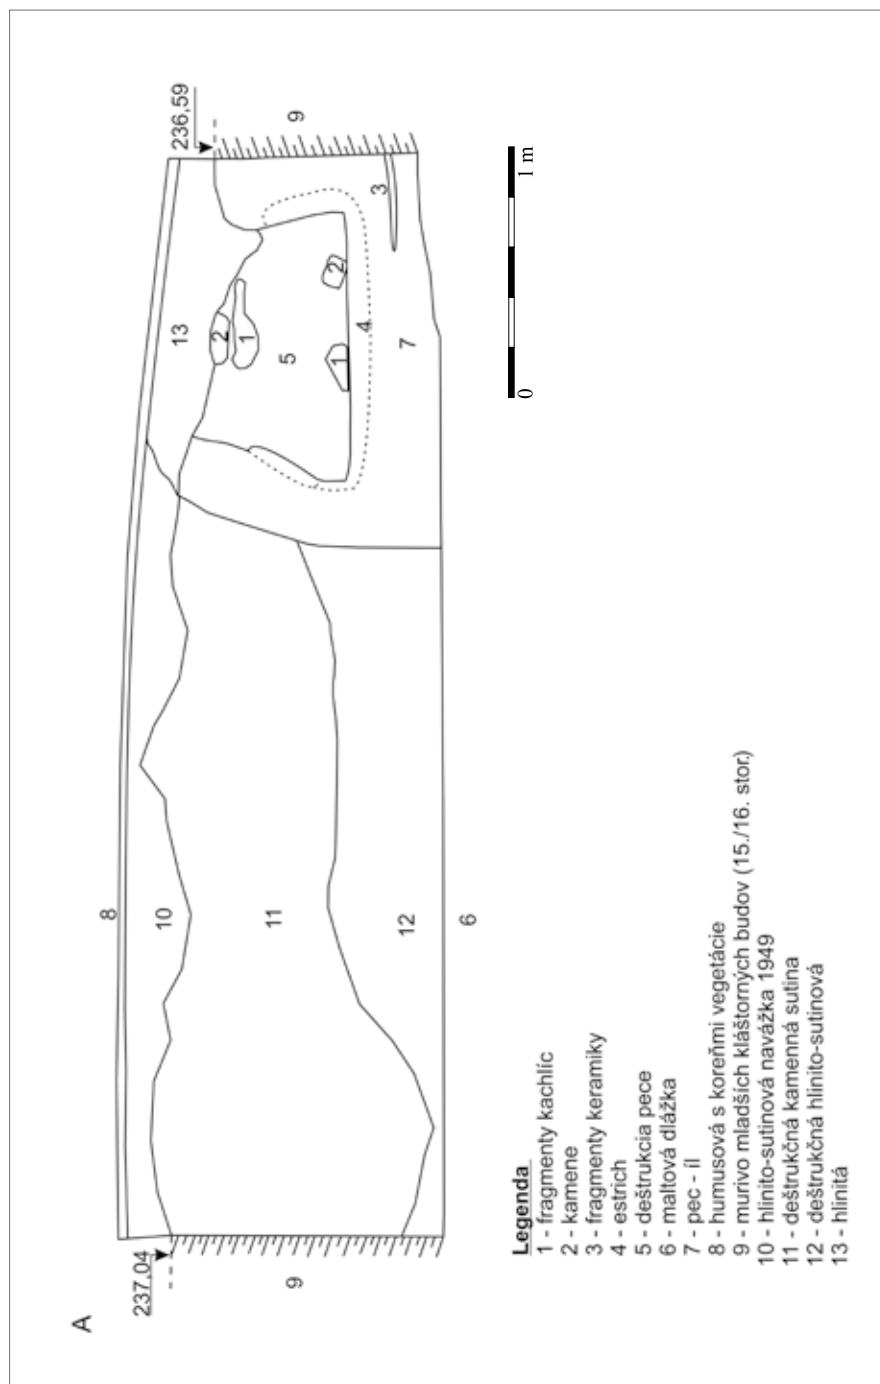 A
237,04
236,59
9
9
8
10
11
12
6
13
2
1
5
1
2
4
7
3
0
1 m
Legenda
1 - fragmenty kachlíc
2 - kamene
3 - fragmenty keramiky
4 - estrich
5 - deštrukcia pece
6 - maltová dlážka
7 - pec - íl
8 - humusová s koreňmi vegetácie
9 - murivo mladších kláštorných budov (15./16. stor.)
10 - hlinito-sutinová navážka 1949
11 - deštrukčná kamenná sutina
12 - deštrukčná hlinito-sutinová
13 - hlinitá